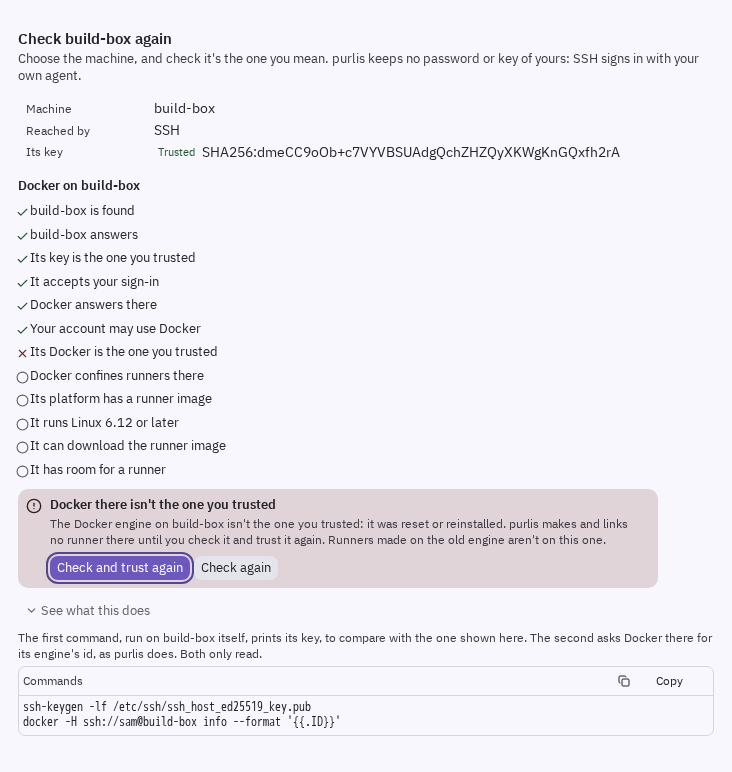 Check build-box again
Choose the machine, and check it's the one you mean. purlis keeps no password or key of yours: SSH signs in with your
own agent.
Machine build-box
Reached by SSH
Its key Trusted SHA256:dmeCC9oOb+c7VYVBSUAdgQchZHZQyXKWgKnGQxfh2rA
Docker on build-box
build-box is found
build-box answers
Its key is the one you trusted
It accepts your sign-in
Docker answers there
Your account may use Docker
Its Docker is the one you trusted
Docker confines runners there
Its platform has a runner image
It runs Linux 6.12 or later
It can download the runner image
It has room for a runner
Docker there isn't the one you trusted
The Docker engine on build-box isn't the one you trusted: it was reset or reinstalled. purlis makes and links
no runner there until you check it and trust it again. Runners made on the old engine aren't on this one.
Check and trust again Check again
See what this does
The first command, run on build-box itself, prints its key, to compare with the one shown here. The second asks Docker there for
its engine's id, as purlis does. Both only read.
Commands Copy
ssh-keygen -lf /etc/ssh/ssh_host_ed25519_key.pub
docker -H ssh://sam@build-box info --format '{{.ID}}'